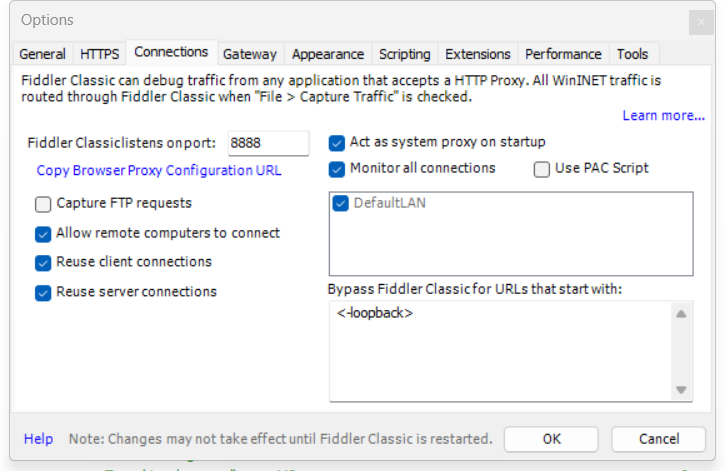 Options
General HTTPS Connections Gateway Appearance Scripting Extensions Performance Tools
Fiddler Classic can debug traffic from any application that accepts a HTTP Proxy. All WinINET traffic is
routed through Fiddler Classic when "File > Capture Traffic" is checked.
Learn more...
Fiddler Classic listens on port: 8888
Act as system proxy on startup
Copy Browser Proxy Configuration URL
Monitor all connections
Use PAC Script
Capture FTP requests
DefaultLAN
Allow remote computers to connect
Reuse client connections
Reuse server connections
Bypass Fiddler Classic for URLs that start with:
<-loopback>
Help
Note: Changes may not take effect until Fiddler Classic is restarted.
OK
Cancel